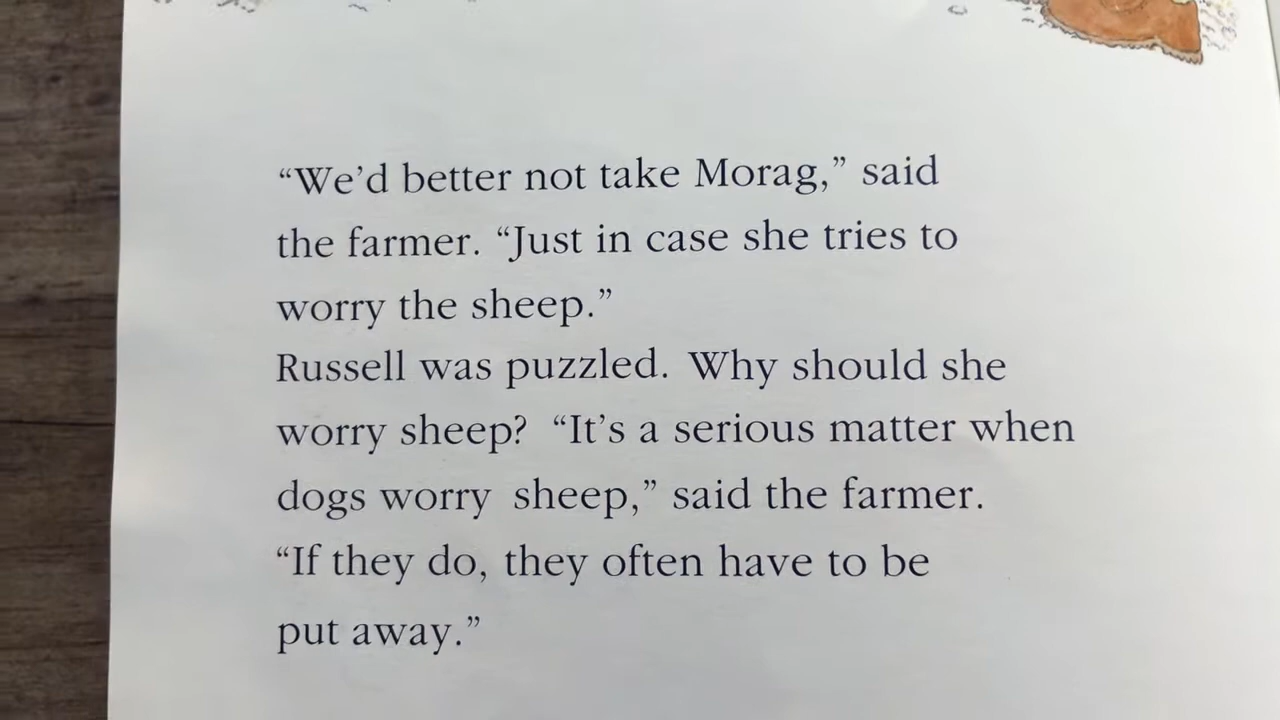 “We’d better not take Morag,” said
the farmer. “Just in case she tries to
worry the sheep.”
Russell was puzzled. Why should she
worry sheep? “It’s a serious matter when
dogs worry sheep,” said the farmer.
“If they do, they often have to be
put away.”